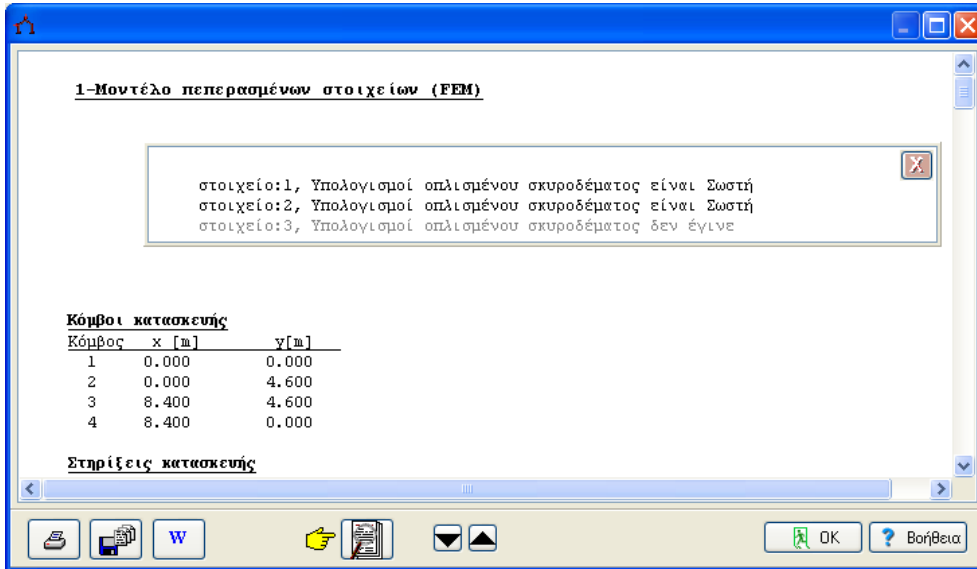 1-Μοντέλο πεπερασμένων στοιχείων (FEM)
X
στοιχείο:1, Υπολογισμοί οπλισμένου σκυροδέματος είναι Σωστή
στοιχείο:2, Υπολογισμοί οπλισμένου σκυροδέματος είναι Σωστή
στοιχείο:3, Υπολογισμοί οπλισμένου σκυροδέματος δεν έγινε
Κόμβοι κατασκευής
Κόμβος x [m] y[m]
1 0.000 0.000
2 0.000 4.600
3 8.400 4.600
4 8.400 0.000
Στηρίξεις κατασκευής
W OK ? Βοήθεια